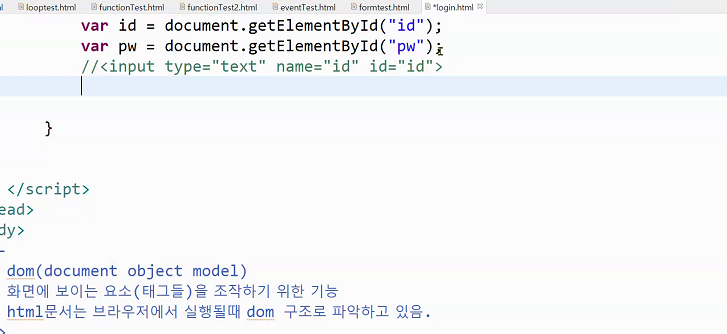 looptest.html functionTest.html functionTest2.html eventTest.html formtest.html *login.html
var id = document.getElementById("id");
var pw = document.getElementById("pw");
//<input type="text" name="id" id="id">
}
</script>
ead>
dy>
dom(document object model)
화면에 보이는 요소(태그들)을 조작하기 위한 기능
html문서는 브라우저에서 실행될때 dom 구조로 파악하고 있음.